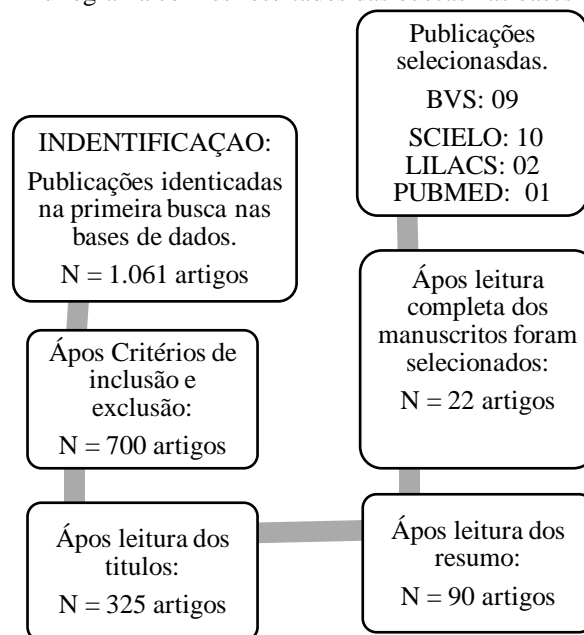 INDENTIFICAÇAO:
Publicações identicadas
na primeira busca nas
bases de dados.
N = 1.061 artigos
Ápos Critérios de
inclusão e
exclusão:
N = 700 artigos
Ápos leitura dos
titulos:
N = 325 artigos
Ápos leitura dos
resumo:
N = 90 artigos
Ápos leitura
completa dos
manuscritos foram
selecionados:
N = 22 artigos
Publicações
selecionasdas.
BVS: 09
SCIELO: 10
LILACS: 02
PUBMED: 01